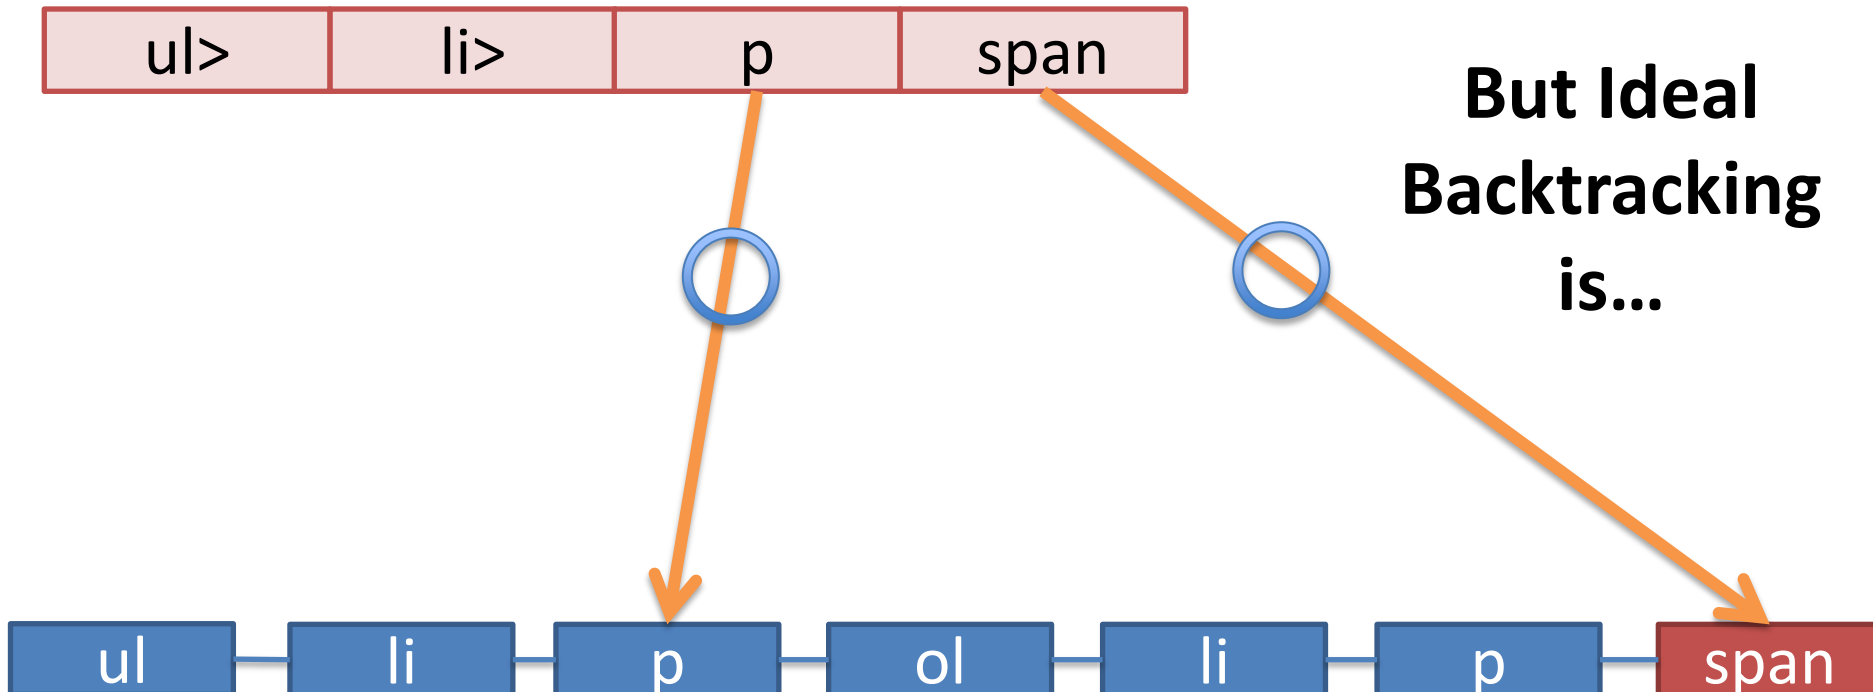 ul> li> p span
But Ideal
Backtracking
is...
ul li p ol li p span